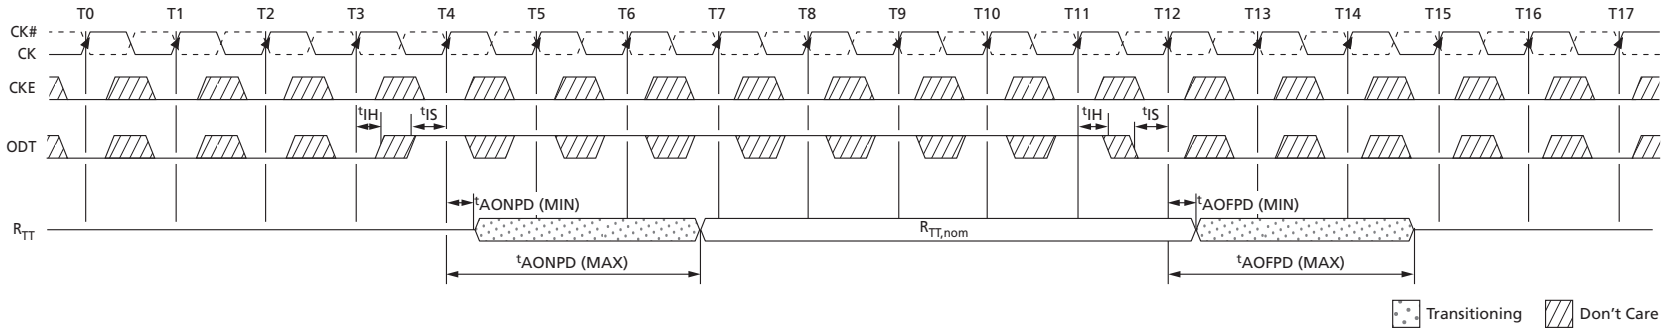 T0 T1 T2 T3 T4 T5 T6 T7 T8 T9 T10 T11 T12 T13 T14 T15 T16 T17
CK#
CK
CKE
tIH tIS tIH tIS
ODT
tAONPD (MIN) tAOFPD (MIN)
RTT RTT,nom
tAONPD (MAX) tAOFPD (MAX)
Transitioning Don't Care